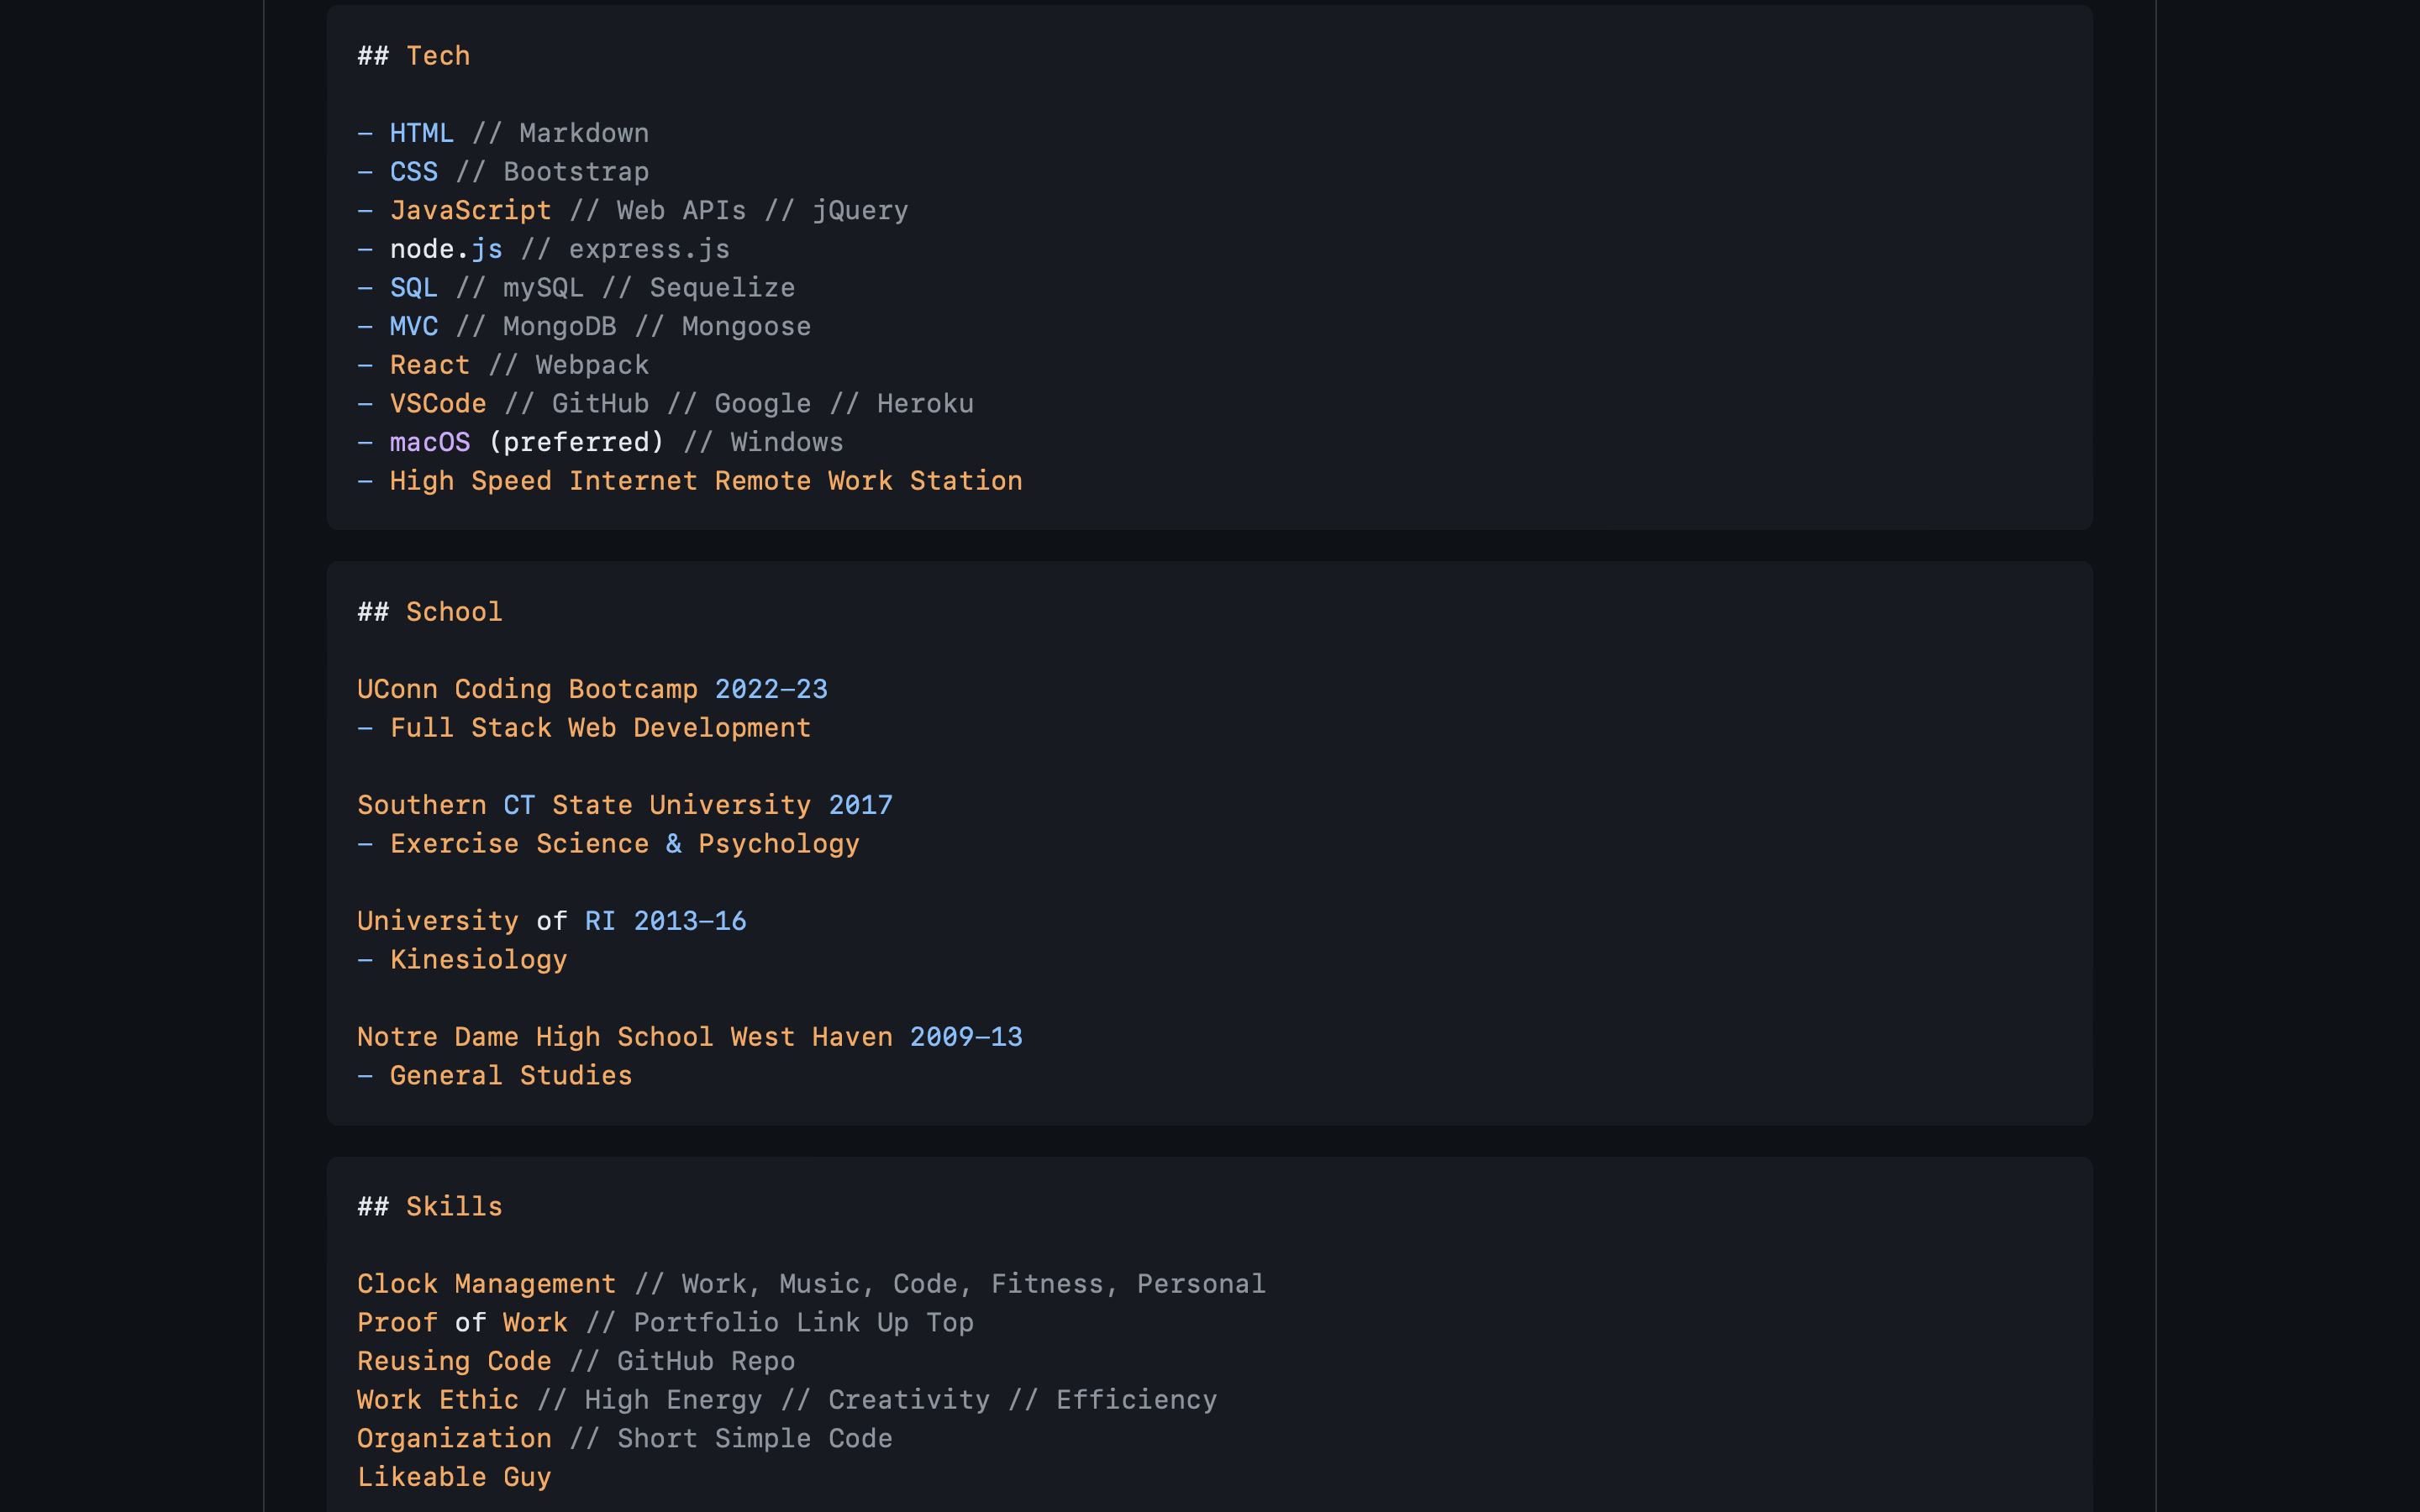 ## Tech
- HTML // Markdown
- CSS // Bootstrap
- JavaScript // Web APIs // jQuery
- node.js // express.js
- SQL // mySQL // Sequelize
- MVC // MongoDB // Mongoose
- React // Webpack
- VSCode // GitHub // Google // Heroku
- macOS (preferred) // Windows
- High Speed Internet Remote Work Station
## School
UConn Coding Bootcamp 2022-23
- Full Stack Web Development
Southern CT State University 2017
- Exercise Science & Psychology
University of RI 2013-16
- Kinesiology
Notre Dame High School West Haven 2009-13
- General Studies
## Skills
Clock Management // Work, Music, Code, Fitness, Personal
Proof of Work // Portfolio Link Up Top
Reusing Code // GitHub Repo
Work Ethic // High Energy // Creativity // Efficiency
Organization // Short Simple Code
Likeable Guy